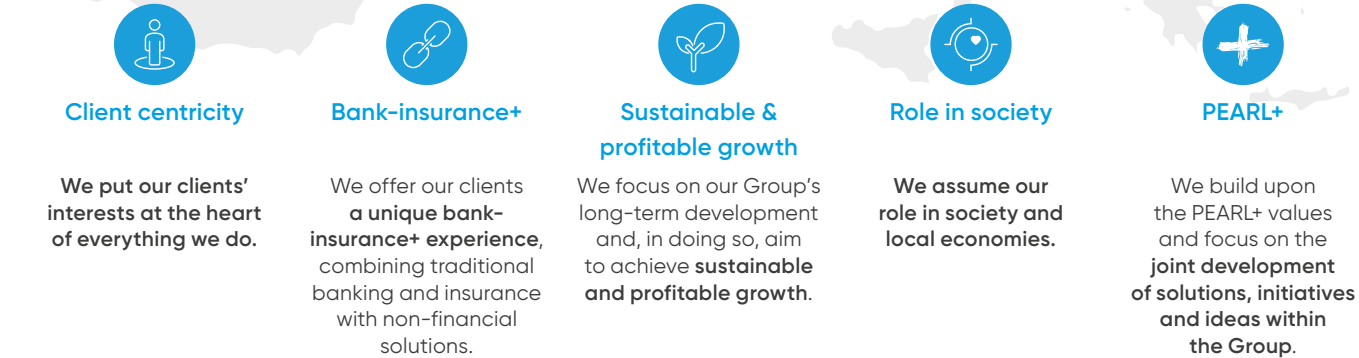 Client centricity
We put our clients’
interests at the heart
of everything we do.
Bank-insurance+
We offer our clients
a unique bank-
insurance+ experience,
combining traditional
banking and insurance
with non-financial
solutions.
Sustainable &
profitable growth
We focus on our Group’s
long-term development
and, in doing so, aim
to achieve sustainable
and profitable growth.
Role in society
We assume our
role in society and
local economies.
PEARL+
We build upon
the PEARL+ values
and focus on the
joint development
of solutions, initiatives
and ideas within
the Group.